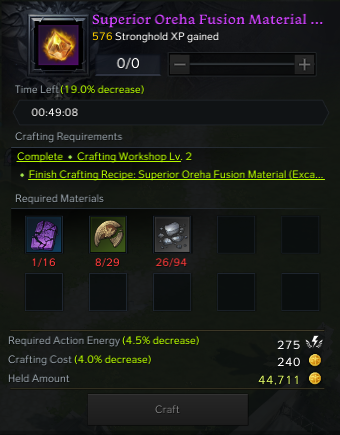 Superior Oreha Fusion Material ...
576 Stronghold XP gained
0/0
Time Left(19.0% decrease)
00:49:08
Crafting Requirements
Complete ⬥ Crafting Workshop Lv. 2
⬥ Finish Crafting Recipe: Superior Oreha Fusion Material (Exca...
Required Materials
1/16 8/29 26/94
Required Action Energy (4.5% decrease) 275
Crafting Cost (4.0% decrease) 240
Held Amount 44,711
Craft